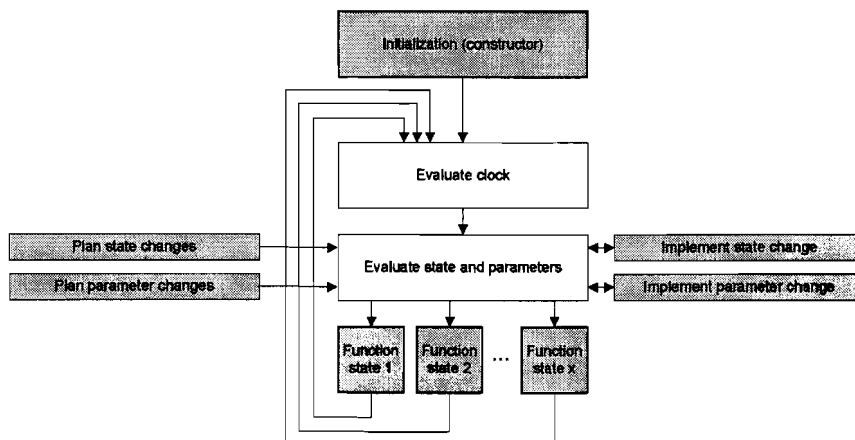 Initialization (constructor)
Evaluate clock
Plan state changes
Implement state change
Evaluate state and parameters
Plan parameter changes
Implement parameter change
Function
state 1
Function
state 2
...
Function
state x